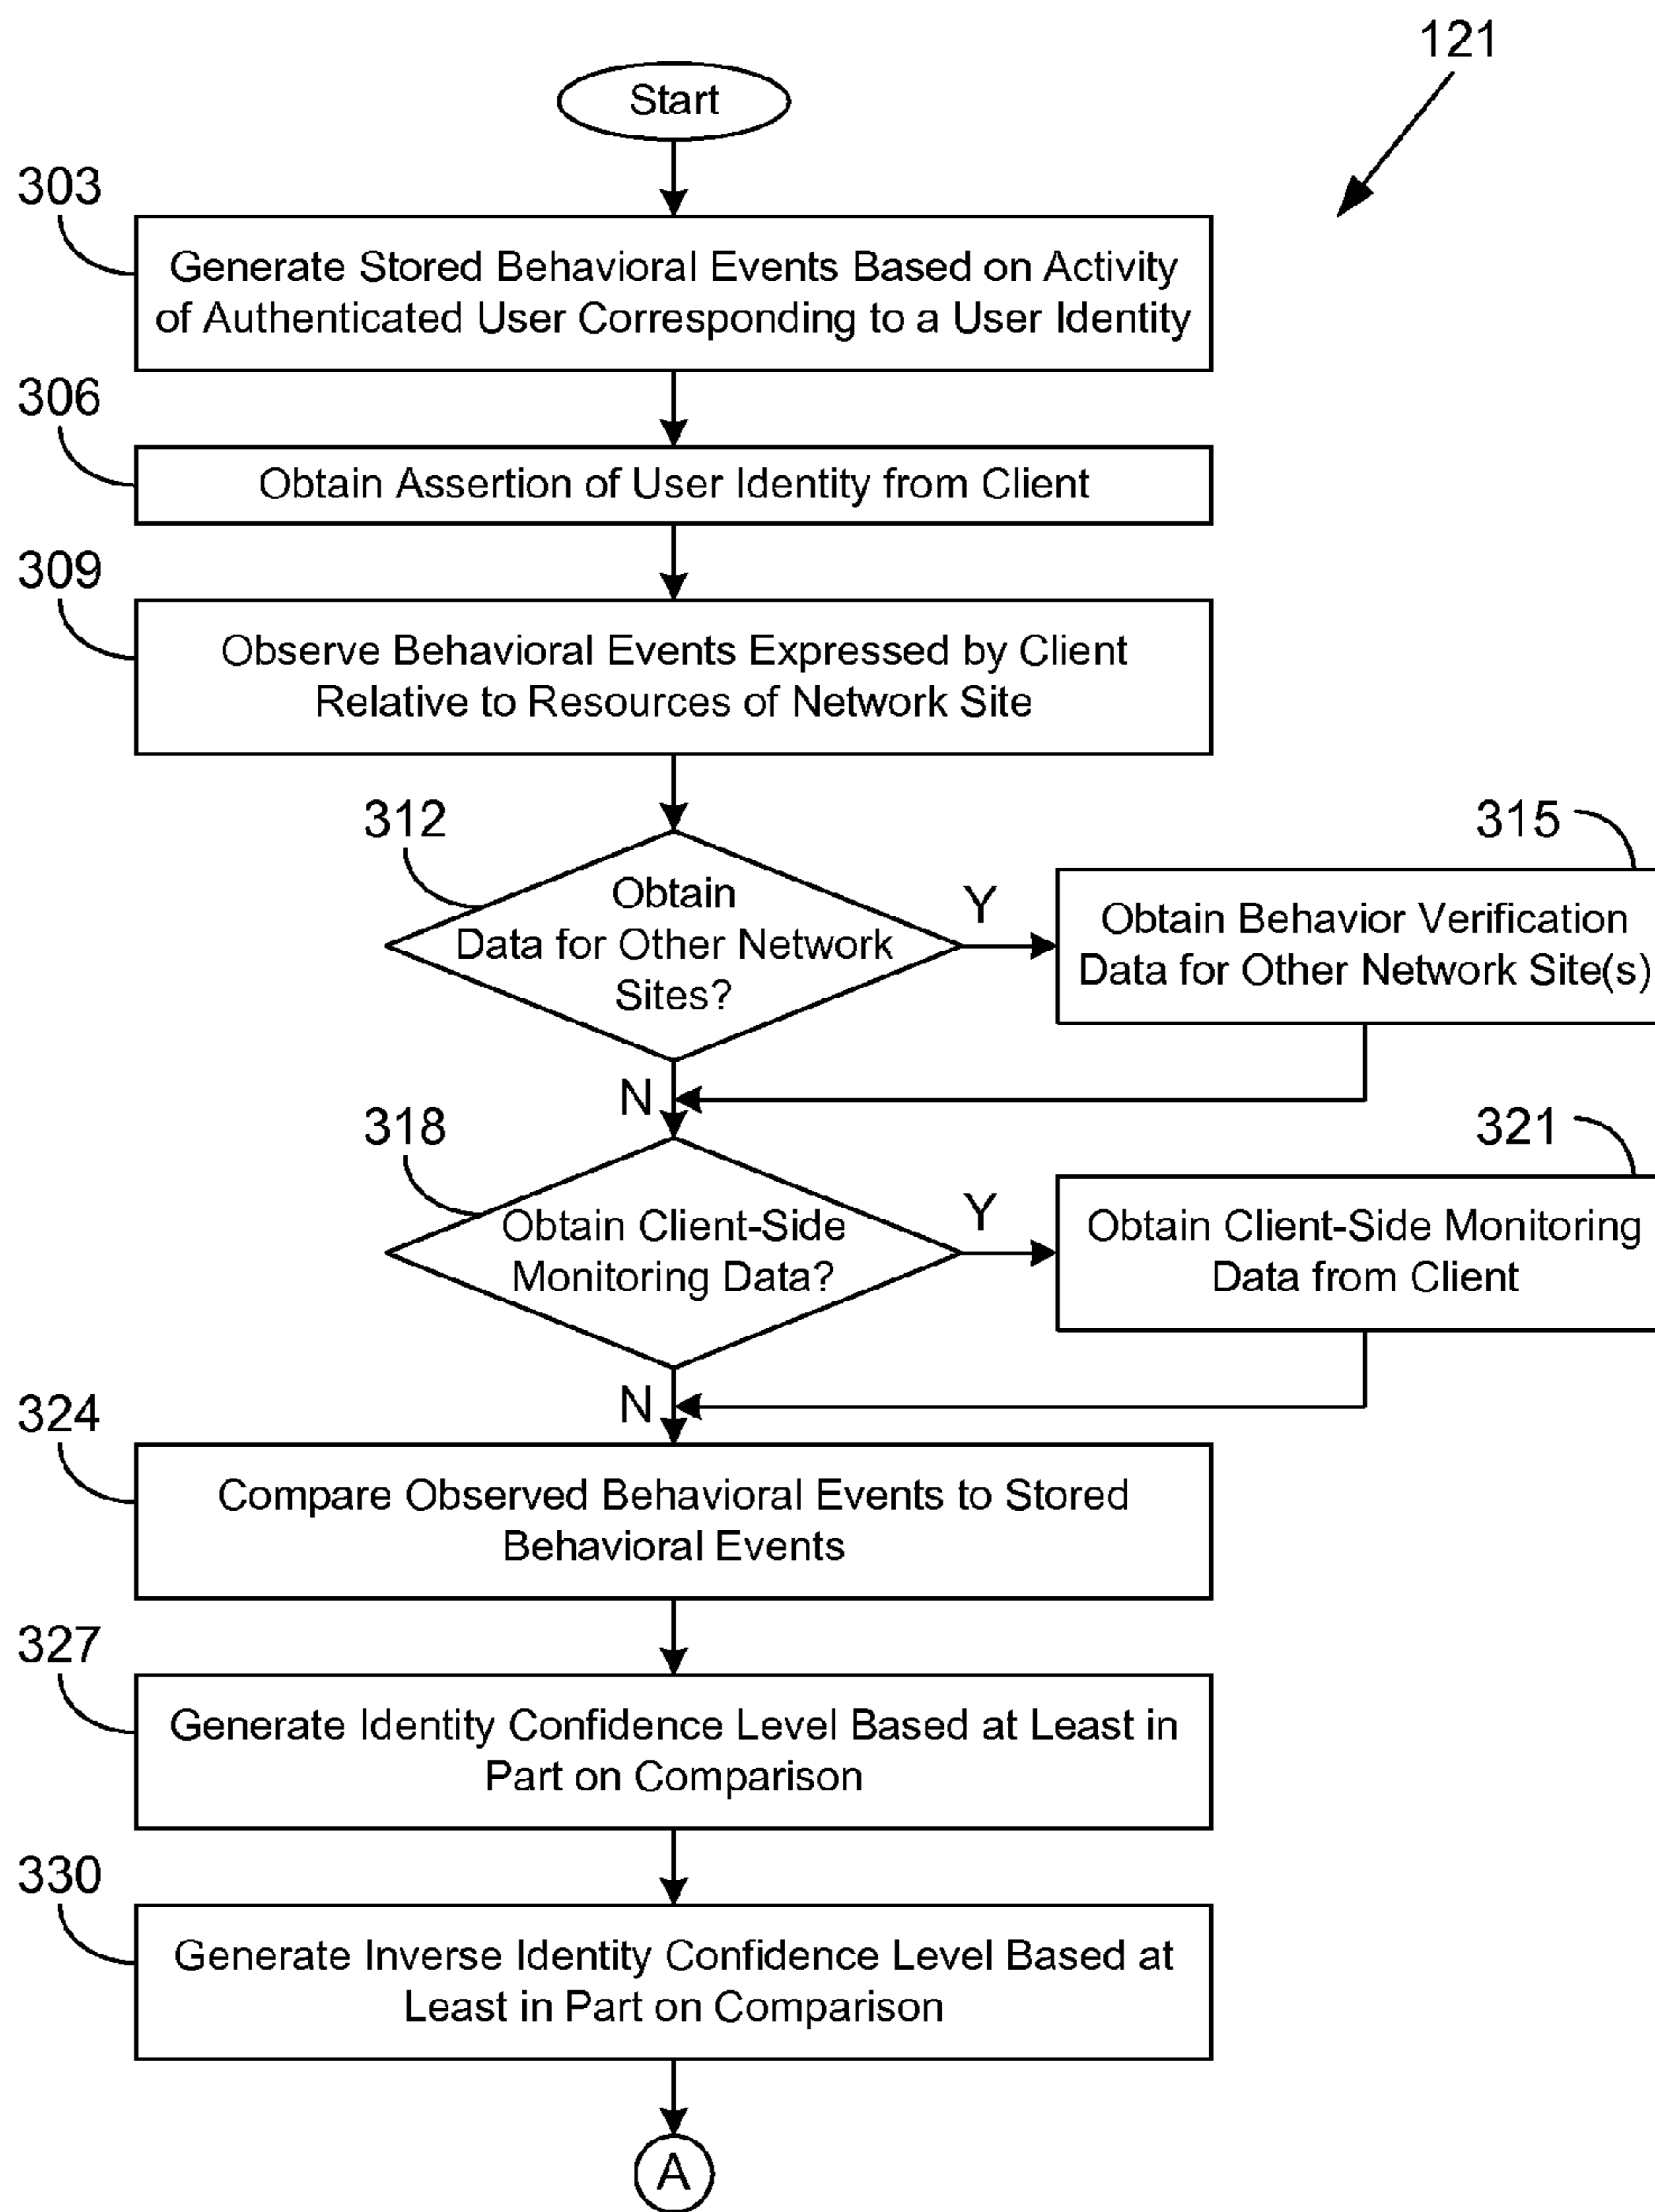 121
Start
303
Generate Stored Behavioral Events Based on Activity
of Authenticated User Corresponding to a User Identity
306
Obtain Assertion of User Identity from Client
309
Observe Behavioral Events Expressed by Client
Relative to Resources of Network Site
312
Obtain
Data for Other Network
Sites?
Y
315
Obtain Behavior Verification
Data for Other Network Site(s)
N
318
Obtain Client-Side
Monitoring Data?
Y
321
Obtain Client-Side Monitoring
Data from Client
N
324
Compare Observed Behavioral Events to Stored
Behavioral Events
327
Generate Identity Confidence Level Based at Least in
Part on Comparison
330
Generate Inverse Identity Confidence Level Based at
Least in Part on Comparison
A